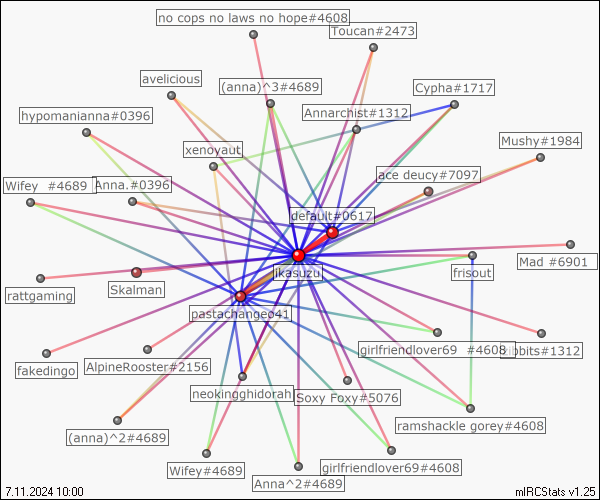 no cops no laws no hope#4608
Toucan#2473
avelicious
(anna)^3#4689
Cypha#1717
hypomanianna#0396
Annarchist#1312
Mushy#1984
xenoyaut
ace deucy#7097
Wifey #4689
Anna.#0396
default#0617
Mad #6901
jkasuzu
frisout
rattgaming
Skalman
pastachange041
girlfriendlover69 #4608
bbits#1312
fakedingo
AlpineRooster#2156
neokingghidorah
Soxy Foxy#5076
ramshackle gorey#4608
(anna)^2#4689
Wifey#4689
girlfriendlover69#4608
Anna^2#4689
7.11.2024 10:00
mIRCStats v1.25